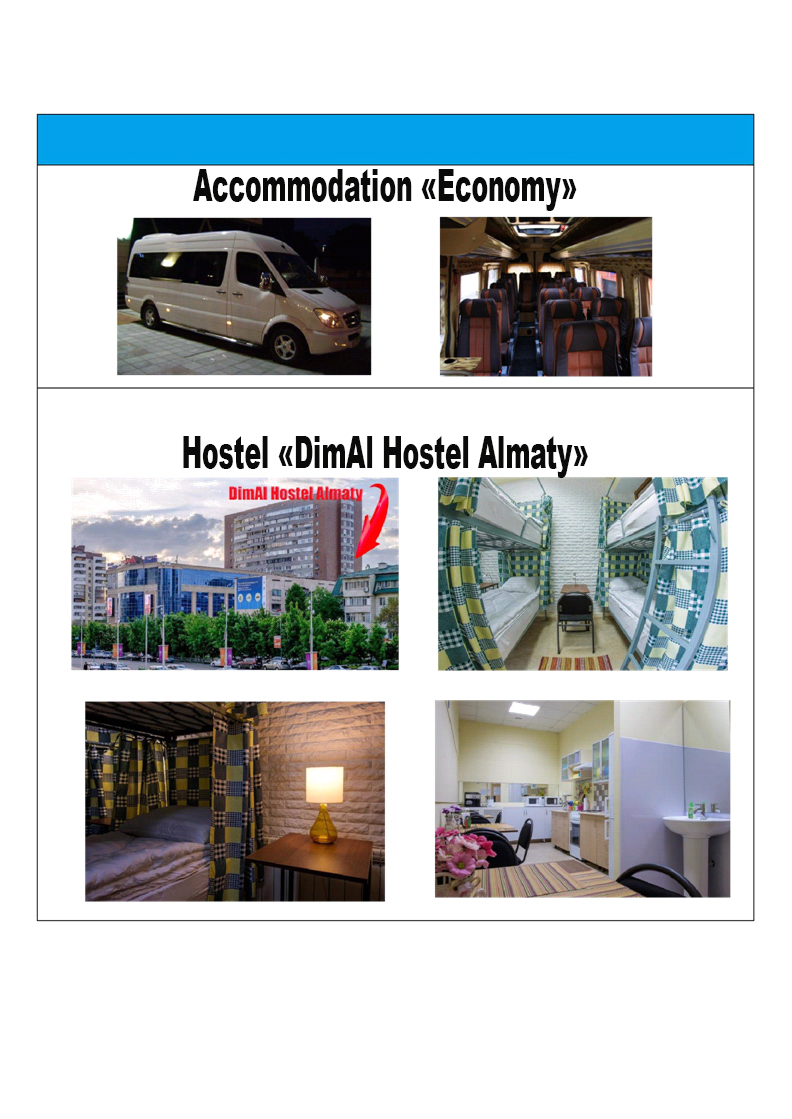 Accommodation «Economy»
Hostel «DimAl Hostel Almaty»
DimAl Hostel Almaty